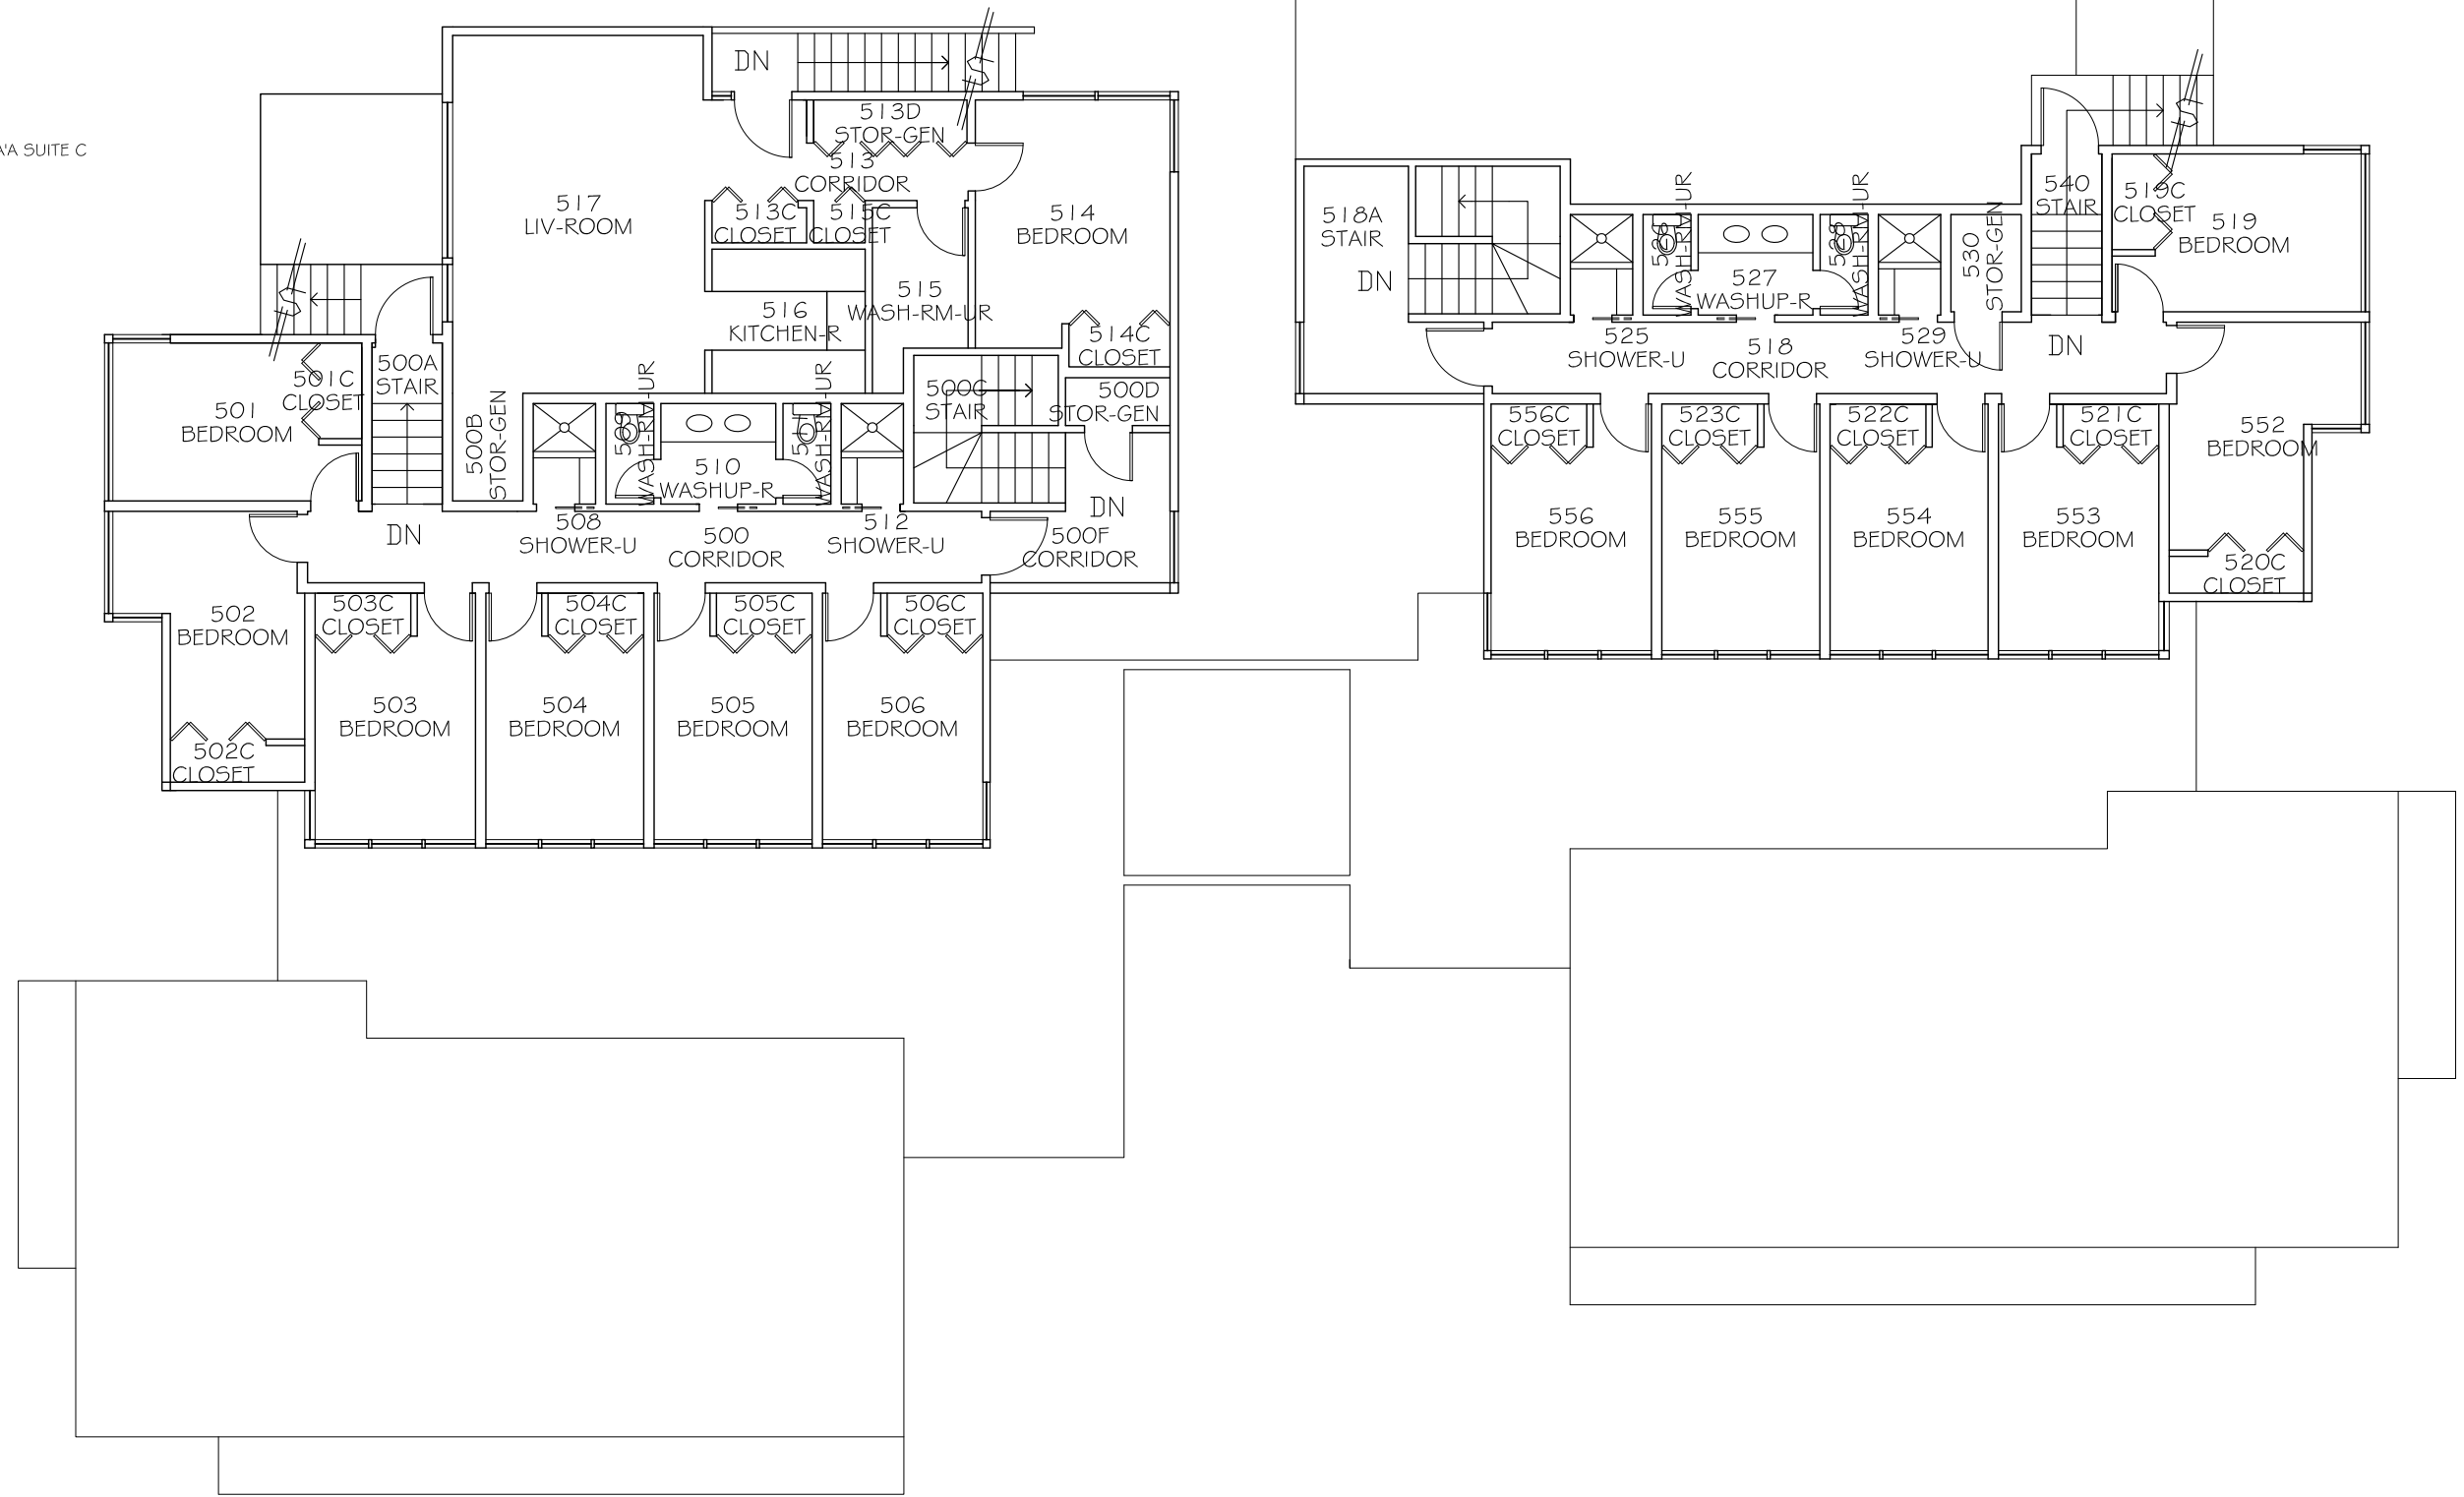 A'A SUITE C
DN
513D
STOR-GEN
513
CORRIDOR
517
LIV-ROOM
513C
CLOSET
515C
CLOSET
514
BEDROOM
515
WASH-RM-UR
516
KITCHEN-R
514C
CLOSET
500A
STAIR
501C
CLOSET
501
BEDROOM
500B
STOR-GEN
WASH-RM-UR
510
WASHUP-R
WASH-RM-UR
500C
STAIR
500D
STOR-GEN
DN
DN
508
SHOWER-U
500
CORRIDOR
512
SHOWER-U
500F
CORRIDOR
502
BEDROOM
503C
CLOSET
504C
CLOSET
505C
CLOSET
506C
CLOSET
503
BEDROOM
504
BEDROOM
505
BEDROOM
506
BEDROOM
502C
CLOSET
518A
STAIR
DN
526
WASH-RM-UR
527
WASHUP-R
528
WASH-RM-UR
530
STOR-GEN
540
STAIR
519C
CLOSET
519
BEDROOM
525
SHOWER-U
518
CORRIDOR
529
SHOWER-U
DN
556C
CLOSET
523C
CLOSET
522C
CLOSET
521C
CLOSET
552
BEDROOM
556
BEDROOM
555
BEDROOM
554
BEDROOM
553
BEDROOM
520C
CLOSET